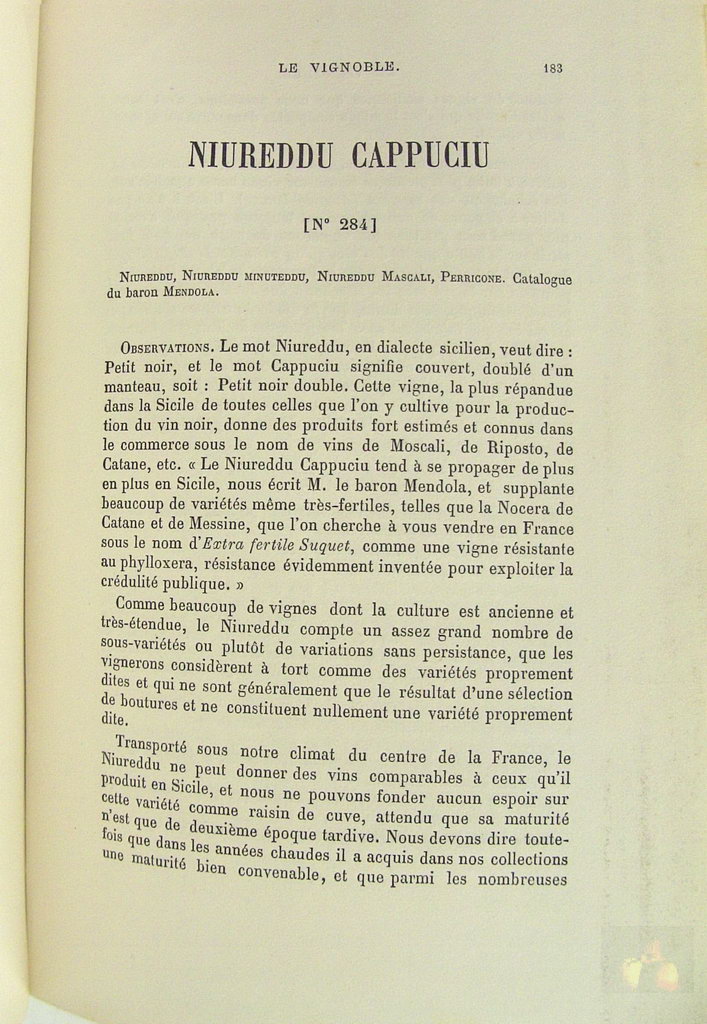 LE VIGNOBLE. 183
NIUREDDU CAPPUCIU
[N° 284]
NIUREDDU, NIUREDDU MINUTEDDU, NIUREDDU MASCALI, PERRICONE. Catalogue
du baron MENDOLA.
OBSERVATIONS. Le mot Niureddu, en dialecte sicilien, veut dire :
Petit noir, et le mot Cappuciu signifie couvert, doublé d'un
manteau, soit : Petit noir double. Cette vigne, la plus répandue
dans la Sicile de toutes celles que l'on y cultive pour la produc-
tion du vin noir, donne des produits fort estimés et connus dans
le commerce sous le nom de vins de Moscali, de Riposto, de
Catane, etc. « Le Niureddu Cappuciu tend à se propager de plus
en plus en Sicile, nous écrit M. le baron Mendola, et supplante
beaucoup de variétés même très-fertiles, telles que la Nocera de
Catane et de Messine, que l'on cherche à vous vendre en France
sous le nom d'Extra fertile Suquet, comme une vigne résistante
au phylloxera, résistance évidemment inventée pour exploiter la
crédulité publique. »
Comme beaucoup de vignes dont la culture est ancienne et
très-étendue, le Niureddu compte un assez grand nombre de
sous-variétés ou plutôt de variations sans persistance, que les
vignerons considèrent à tort comme des variétés proprement
dites et qui ne sont généralement que le résultat d'une sélection
de boutures et ne constituent nullement une variété proprement
dite.
Transporté sous notre climat du centre de la France, le
Niureddu ne peut donner des vins comparables à ceux qu'il
produit en Sicile, et nous ne pouvons fonder aucun espoir sur
cette variété comme raisin de cuve, attendu que sa maturité
n'est que de deuxième époque tardive. Nous devons dire toute-
fois que dans les années chaudes il a acquis dans nos collections
une maturité bien convenable, et que parmi les nombreuses